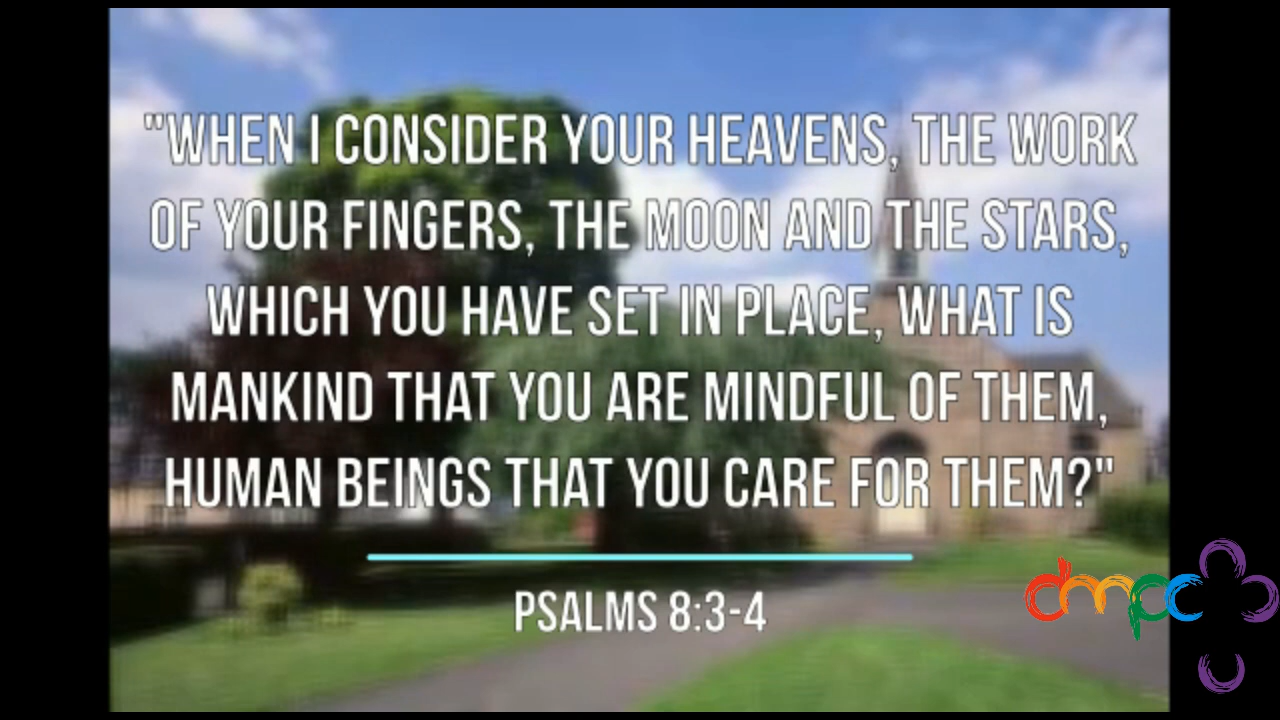 "WHEN I CONSIDER YOUR HEAVENS, THE WORK
OF YOUR FINGERS, THE MOON AND THE STARS,
WHICH YOU HAVE SET IN PLACE, WHAT IS
MANKIND THAT YOU ARE MINDFUL OF THEM,
HUMAN BEINGS THAT YOU CARE FOR THEM?"
PSALMS 8:3-4
dmpc